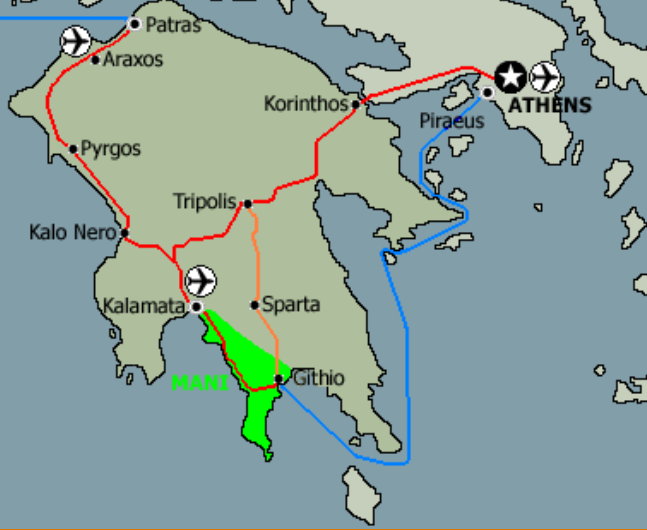 Patras
Araxos
Korinthos
ATHENS
Piraeus
Pyrgos
Tripolis
Kalo Nero
Kalamata
Sparta
MANI
Githio